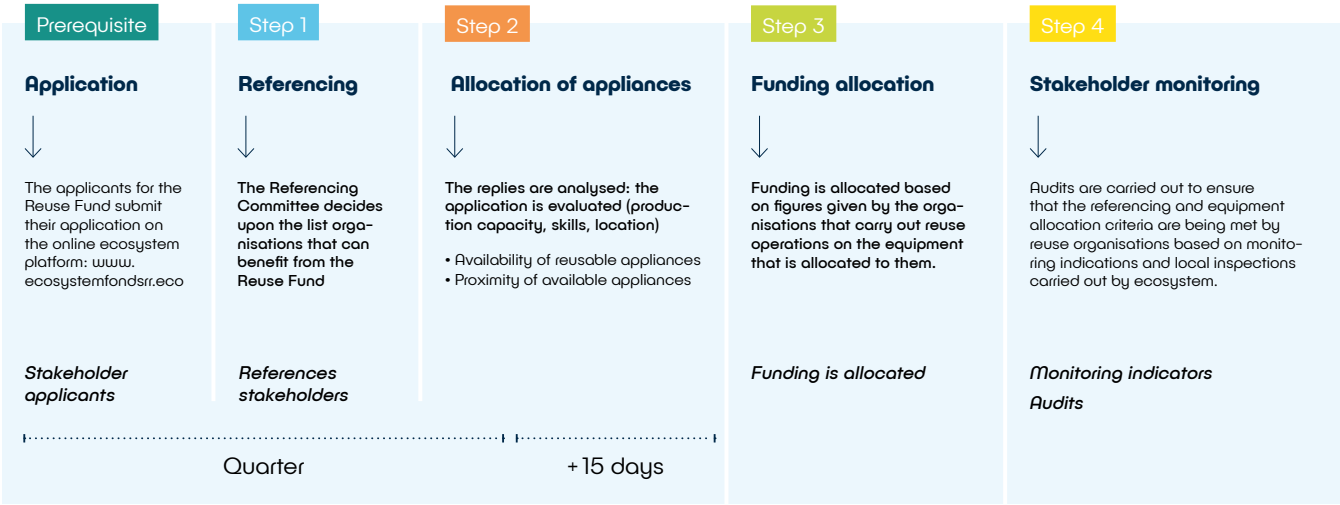 Prerequisite
Application
The applicants for the
Reuse Fund submit
their application on
the online ecosystem
platform: www.
ecosystemfondsrr.eco
Stakeholder
applicants
Step 1
Referencing
The Referencing
Committee decides
upon the list orga-
nisations that can
benefit from the
Reuse Fund
References
stakeholders
Step 2
Allocation of appliances
The replies are analysed: the
application is evaluated (produc-
tion capacity, skills, location)
• Availability of reusable appliances
• Proximity of available appliances
Quarter
+ 15 days
Step 3
Funding allocation
Funding is allocated based
on figures given by the orga-
nisations that carry out reuse
operations on the equipment
that is allocated to them.
Funding is allocated
Step 4
Stakeholder monitoring
Audits are carried out to ensure
that the referencing and equipment
allocation criteria are being met by
reuse organisations based on monito-
ring indications and local inspections
carried out by ecosystem.
Monitoring indicators
Audits